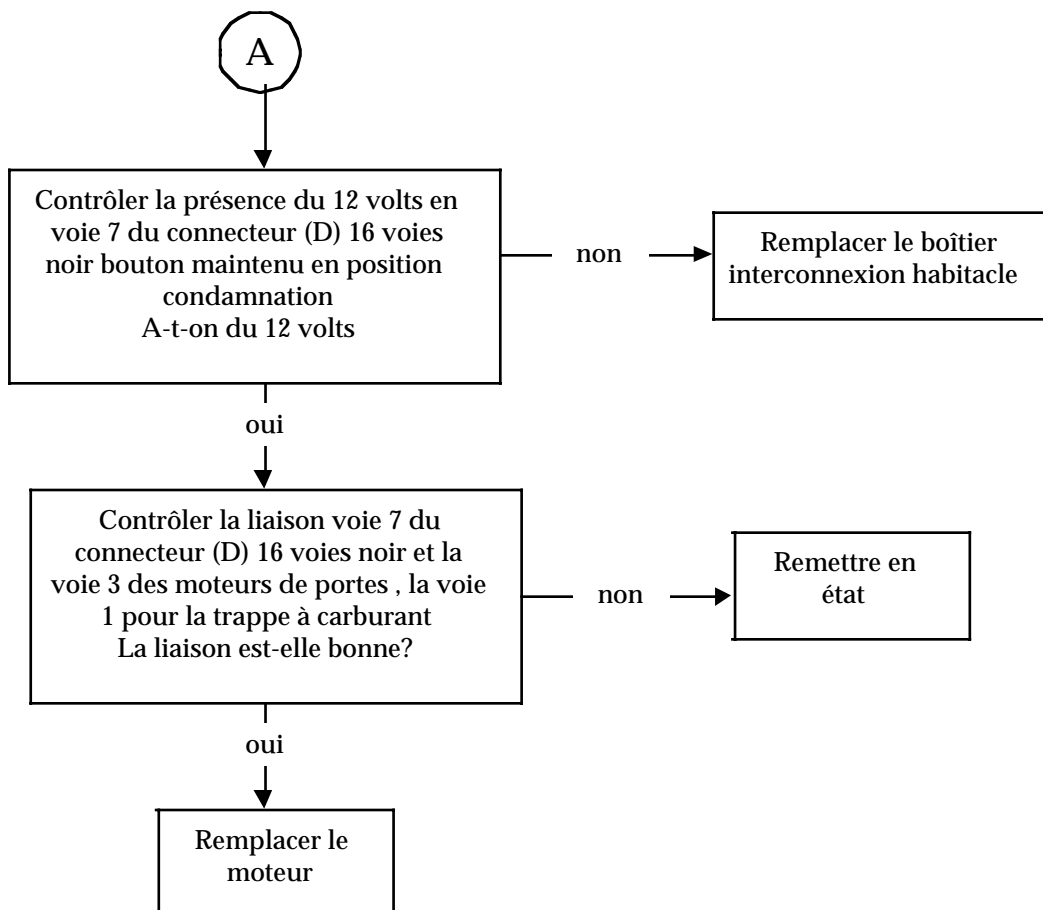 A
Contrôler la présence du 12 volts en
voie 7 du connecteur (D) 16 voies
noir bouton maintenu en position
condamnation
A-t-on du 12 volts
non
Remplacer le boîtier
interconnexion habitacle
oui
Contrôler la liaison voie 7 du
connecteur (D) 16 voies noir et la
voie 3 des moteurs de portes , la voie
1 pour la trappe à carburant
La liaison est-elle bonne?
non
Remettre en
état
oui
Remplacer le
moteur